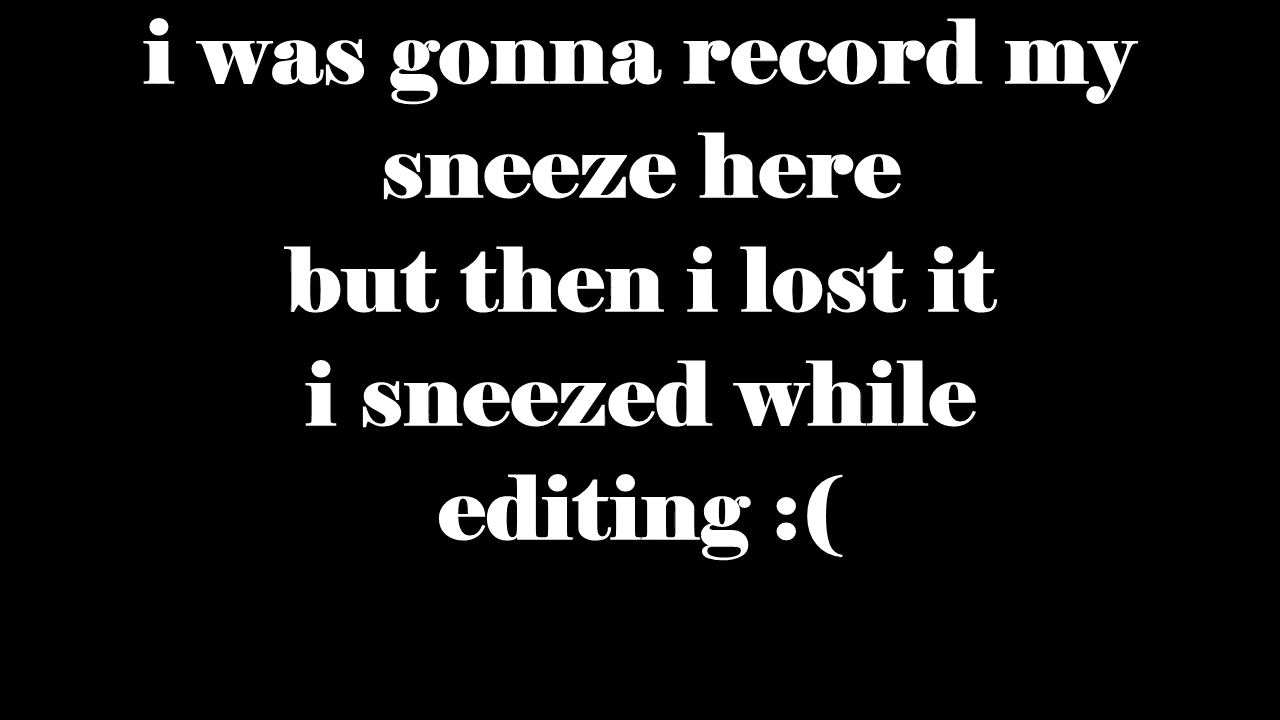 i was gonna record my
sneeze here
but then i lost it
i sneezed while
editing :(